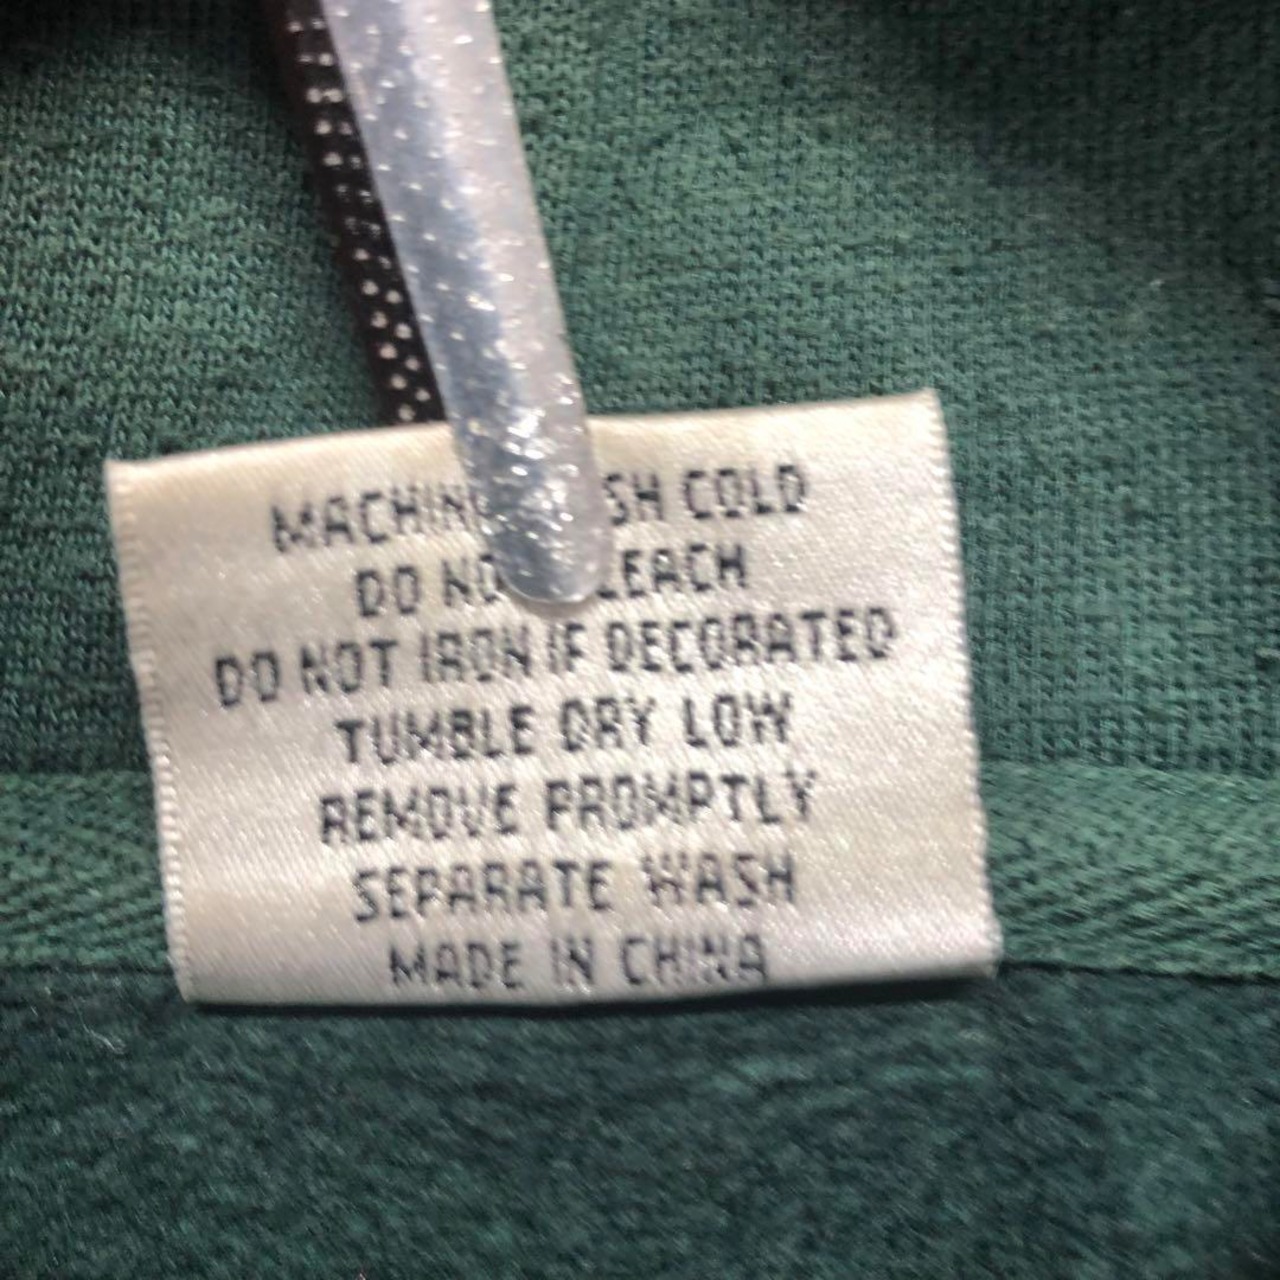 MACHIN SH COLD
DO NO LEACH
DO NOT IRON IF DECORATED
TUMBLE DRY LOW
REMOVE PROMPTLY
SEPARATE WASH
MADE IN CHINA